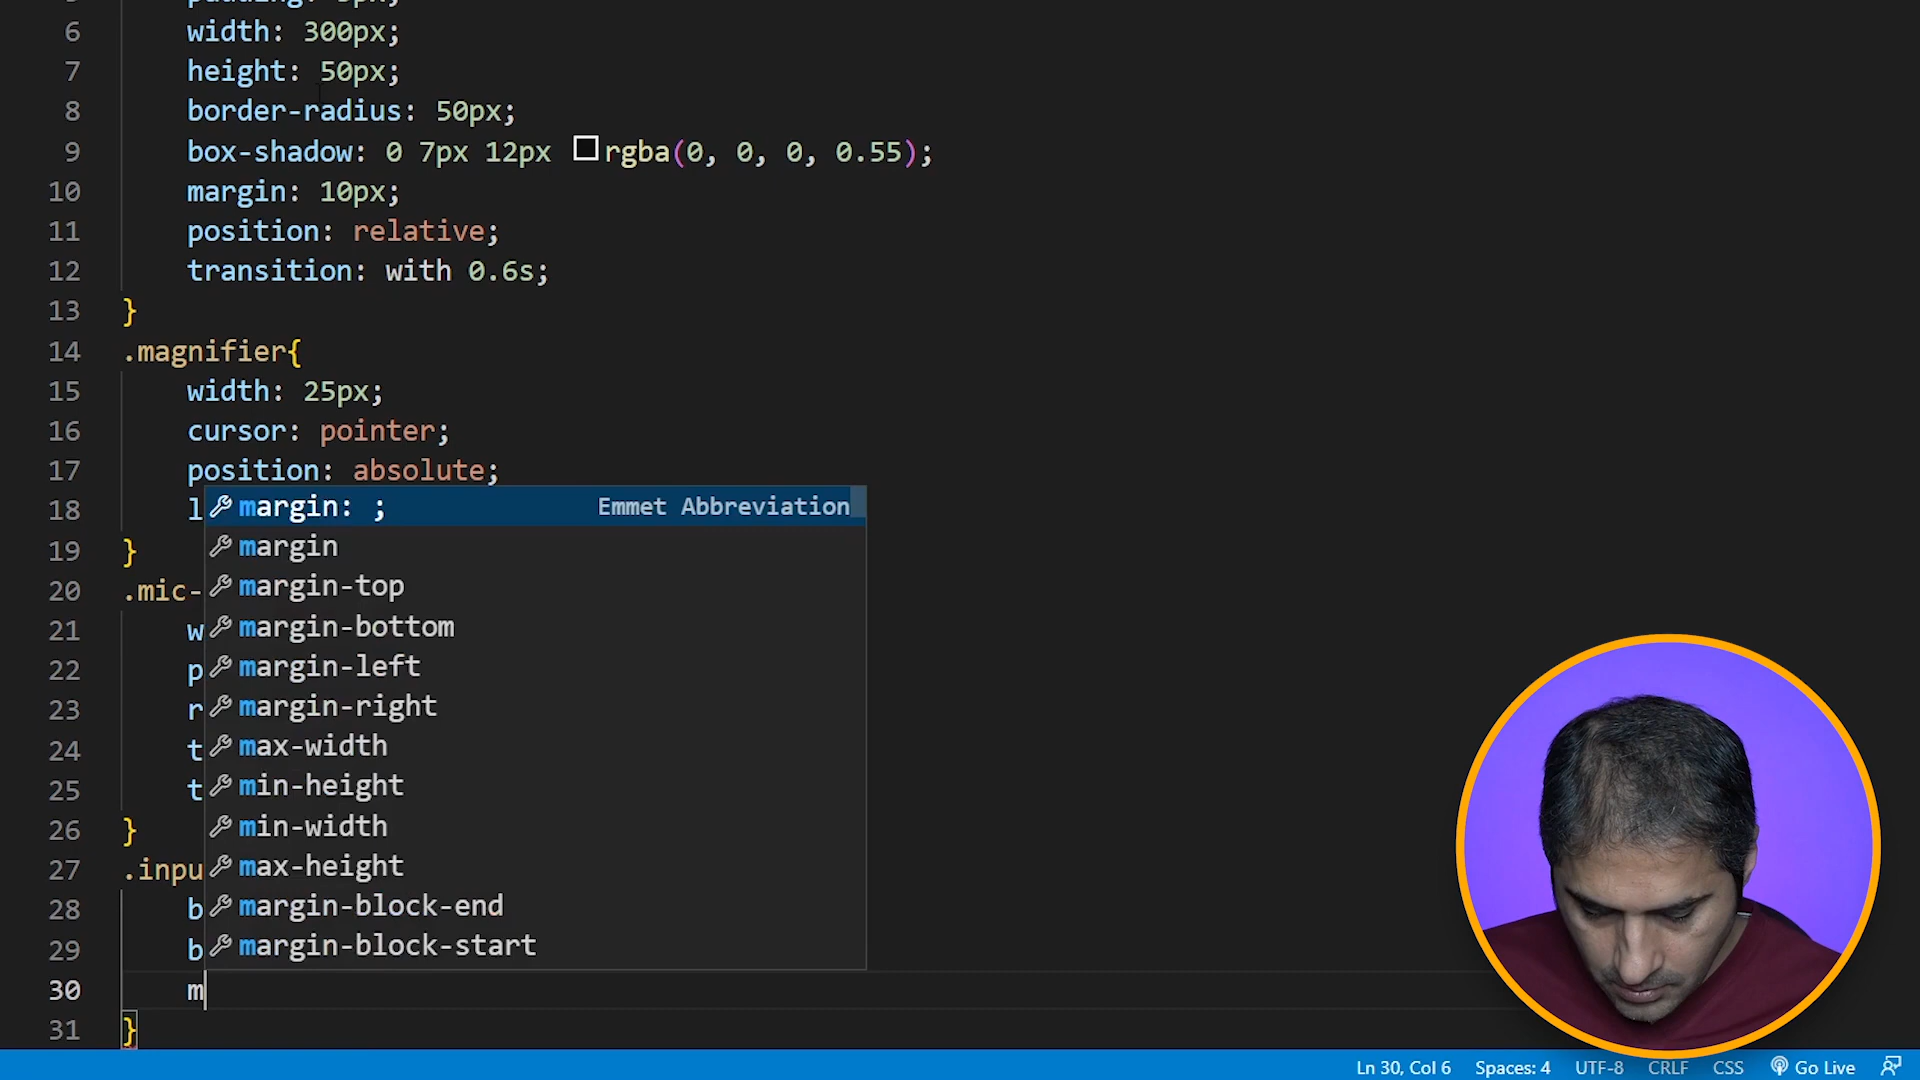 6 width: 300px;
7 height: 50px;
8 border-radius: 50px;
9 box-shadow: 0 7px 12px rgba(0, 0, 0, 0.55);
10 margin: 10px;
11 position: relative;
12 transition: with 0.6s;
13 }
14 .magnifier{
15 width: 25px;
16 cursor: pointer;
17 position: absolute;
18 l margin: ; Emmet Abbreviation
margin
19 }
20 .mic- margin-top
21 w margin-bottom
22 p margin-left
23 r margin-right
24 t max-width
25 t min-height
26 } min-width
27 .inpu max-height
28 b margin-block-end
29 b margin-block-start
30 m
31 }
Ln 30, Col 6 Spaces: 4 UTF-8 CRLF CSS Go Live